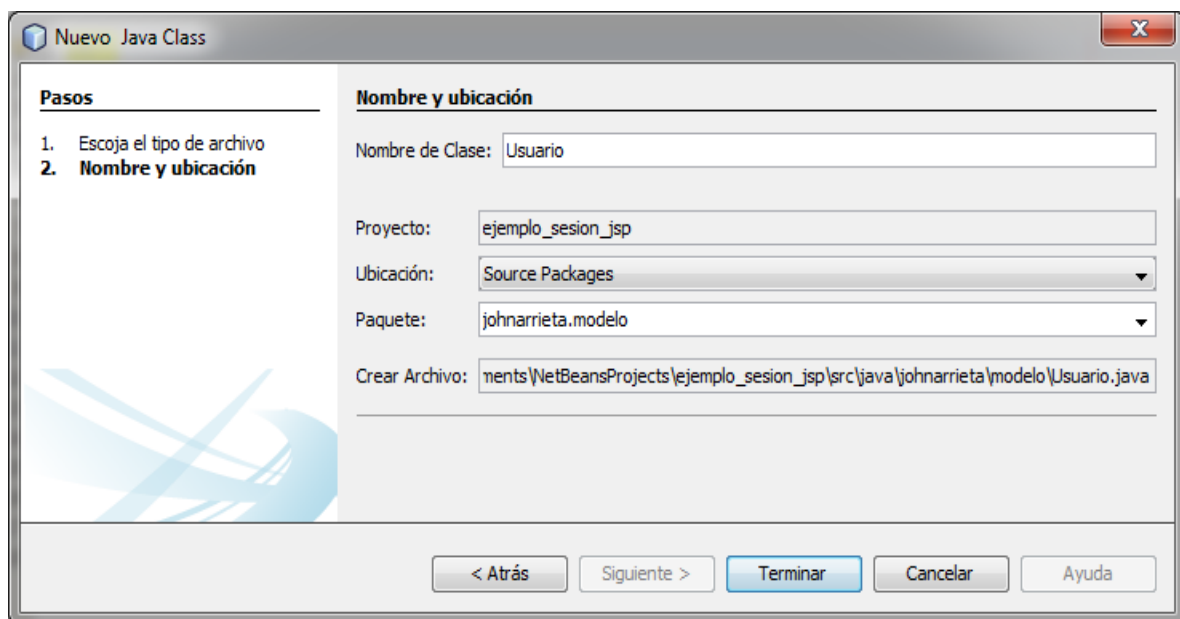 Nuevo Java Class
X
Pasos
1. Escoja el tipo de archivo
2. Nombre y ubicación
Nombre y ubicación
Nombre de Clase: Usuario
Proyecto: ejemplo_sesion_jsp
Ubicación: Source Packages
Paquete: johnarrieta.modelo
Crear Archivo: ments\NetBeansProjects\ejemplo_sesion_jsp\src\java\johnarrieta\modelo\Usuario.java
< Atrás Siguiente > Terminar Cancelar Ayuda